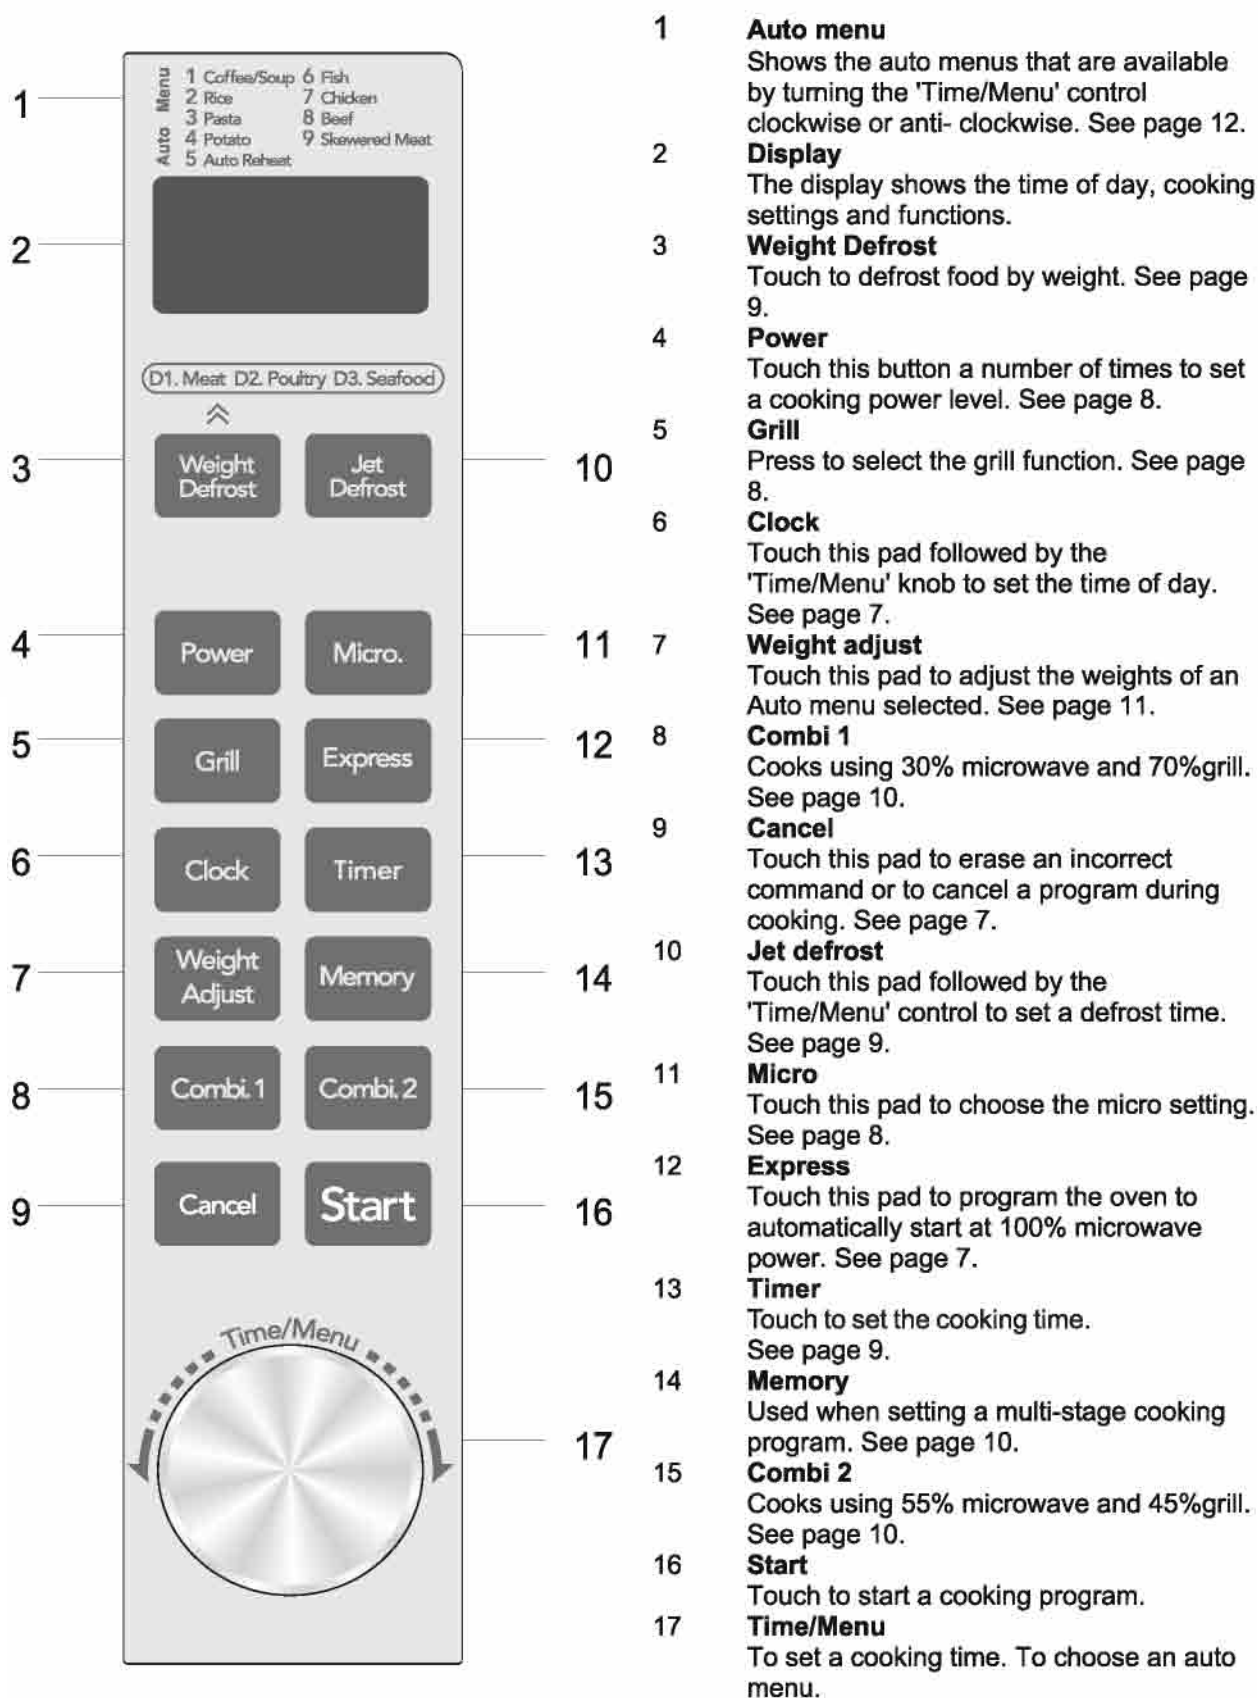 1
Menu
Auto
1 Coffee/Soup 6 Fish
2 Rice 7 Chicken
3 Pasta 8 Beef
4 Potato 9 Skewered Meat
5 Auto Reheat
2
D1. Meat D2. Poultry D3. Seafood
3
Weight
Defrost
Jet
Defrost
10
4
Power
Micro.
11
5
Grill
Express
12
6
Clock
Timer
13
7
Weight
Adjust
Memory
14
8
Combi. 1
Combi. 2
15
9
Cancel
Start
16
Time/Menu
17
1 Auto menu
Shows the auto menus that are available
by turning the 'Time/Menu' control
clockwise or anti- clockwise. See page 12.
2 Display
The display shows the time of day, cooking
settings and functions.
3 Weight Defrost
Touch to defrost food by weight. See page
9.
4 Power
Touch this button a number of times to set
a cooking power level. See page 8.
5 Grill
Press to select the grill function. See page
8.
6 Clock
Touch this pad followed by the
'Time/Menu' knob to set the time of day.
See page 7.
7 Weight adjust
Touch this pad to adjust the weights of an
Auto menu selected. See page 11.
8 Combi 1
Cooks using 30% microwave and 70%grill.
See page 10.
9 Cancel
Touch this pad to erase an incorrect
command or to cancel a program during
cooking. See page 7.
10 Jet defrost
Touch this pad followed by the
'Time/Menu' control to set a defrost time.
See page 9.
11 Micro
Touch this pad to choose the micro setting.
See page 8.
12 Express
Touch this pad to program the oven to
automatically start at 100% microwave
power. See page 7.
13 Timer
Touch to set the cooking time.
See page 9.
14 Memory
Used when setting a multi-stage cooking
program. See page 10.
15 Combi 2
Cooks using 55% microwave and 45%grill.
See page 10.
16 Start
Touch to start a cooking program.
17 Time/Menu
To set a cooking time. To choose an auto
menu.